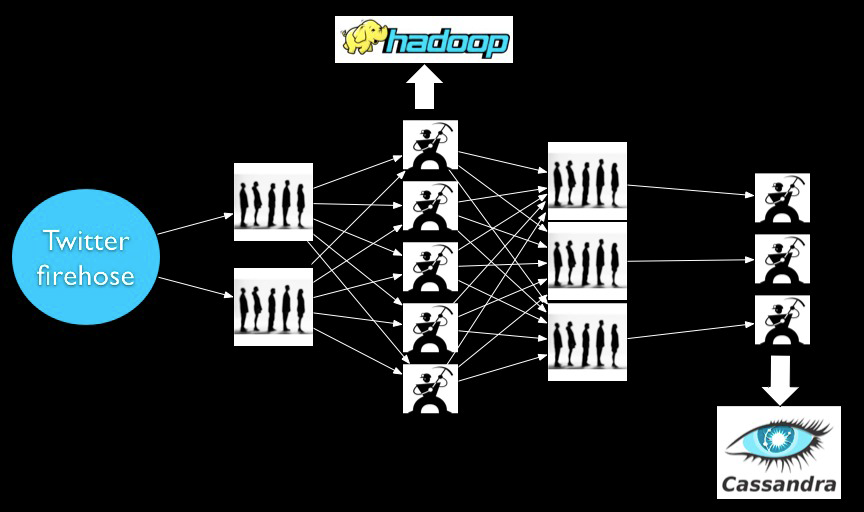 hadoop
Twitter
firehose
Cassandra